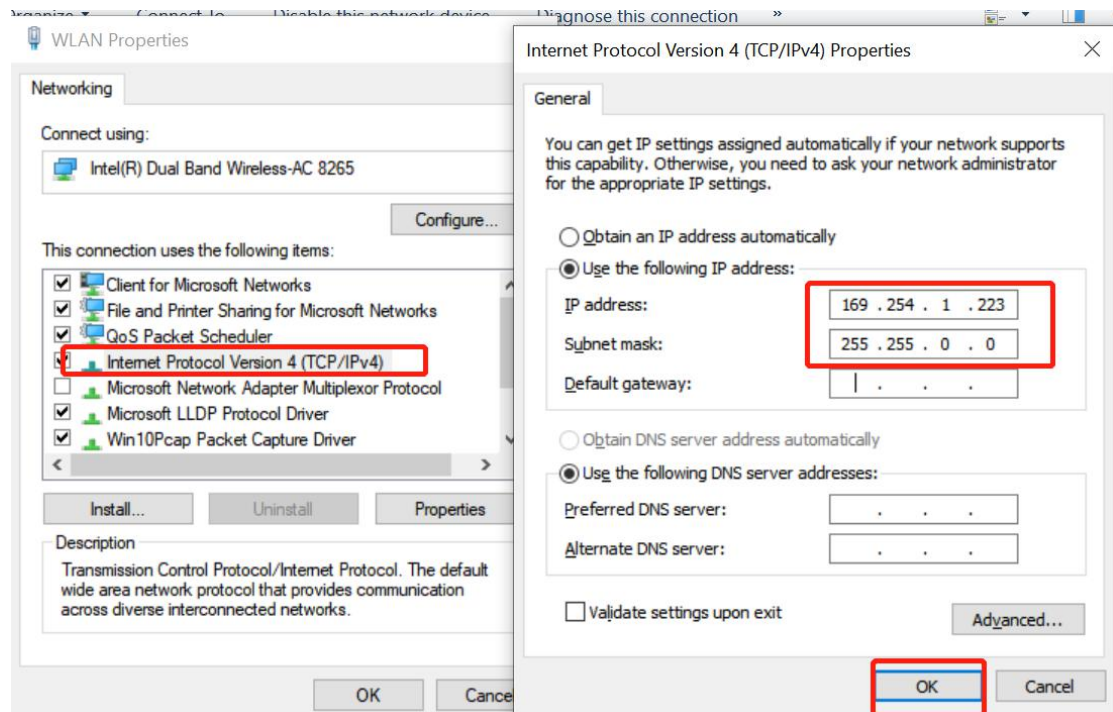 Organize Connect To Disable this network device Diagnose this connection »
WLAN Properties
Networking
Connect using:
Intel(R) Dual Band Wireless-AC 8265
Configure...
This connection uses the following items:
Client for Microsoft Networks
File and Printer Sharing for Microsoft Networks
QoS Packet Scheduler
Internet Protocol Version 4 (TCP/IPv4)
Microsoft Network Adapter Multiplexor Protocol
Microsoft LLDP Protocol Driver
Win10Pcap Packet Capture Driver
Install... Uninstall Properties
Description
Transmission Control Protocol/Internet Protocol. The default
wide area network protocol that provides communication
across diverse interconnected networks.
OK Cance
Internet Protocol Version 4 (TCP/IPv4) Properties
General
You can get IP settings assigned automatically if your network supports
this capability. Otherwise, you need to ask your network administrator
for the appropriate IP settings.
Obtain an IP address automatically
Use the following IP address:
IP address: 169 . 254 . 1 . 223
Subnet mask: 255 . 255 . 0 . 0
Default gateway: . . .
Obtain DNS server address automatically
Use the following DNS server addresses:
Preferred DNS server: . . .
Alternate DNS server: . . .
Validate settings upon exit
Advanced...
OK Cancel